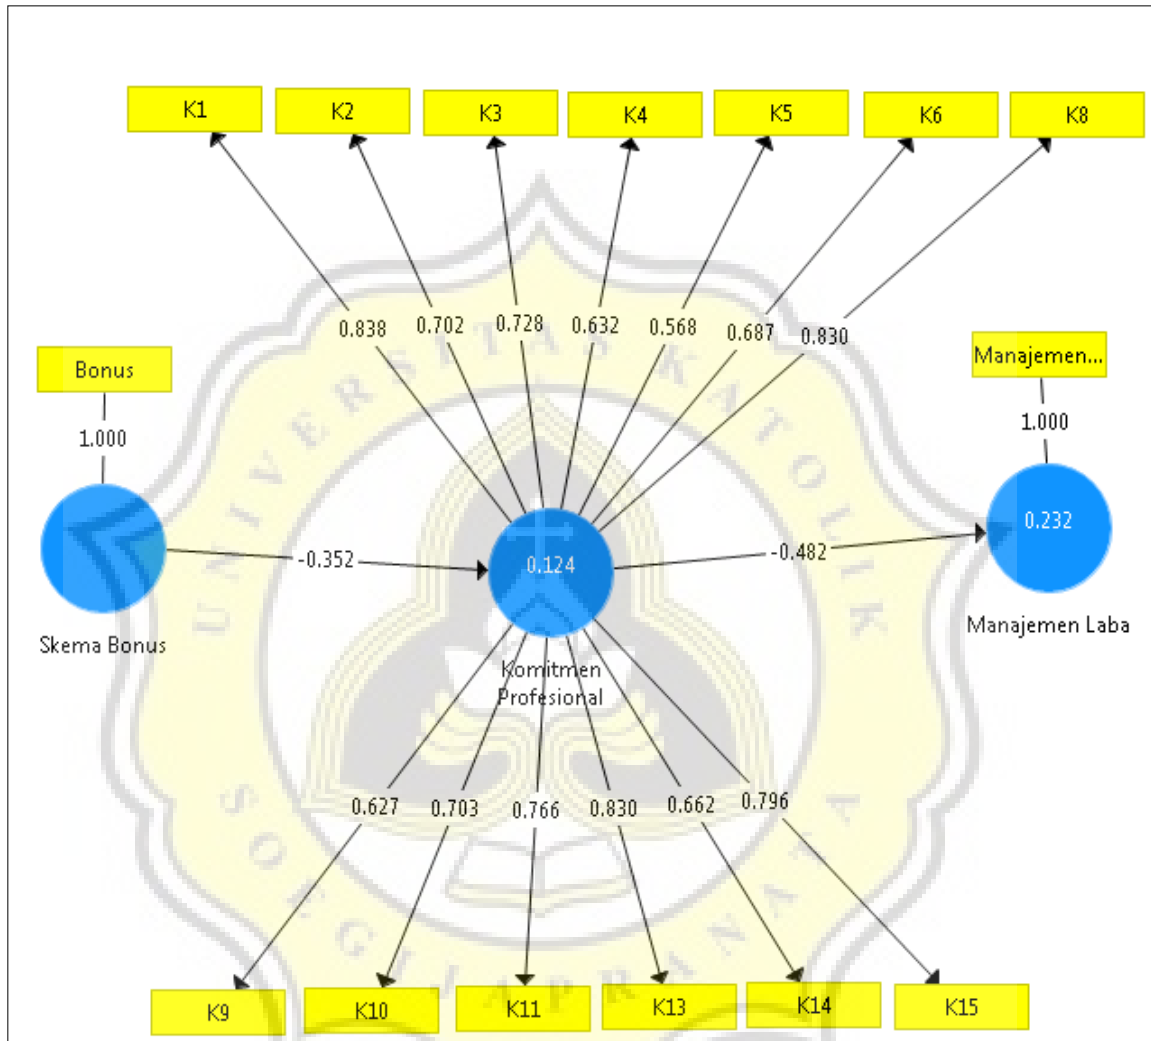 K1
K2
K3
K4
K5
K6
K8
0.838
0.702
0.728
0.632
0.568
0.687
0.830
Bonus
Manajemen...
1.000
1.000
-0.352
0.124
-0.482
0.232
Skema Bonus
Komitmen
Profesional
Manajemen Laba
0.627
0.703
0.766
0.830
0.662
0.796
K9
K10
K11
K13
K14
K15
UNIVERSITAS KATOLIK
SOEGIJAPRANATA